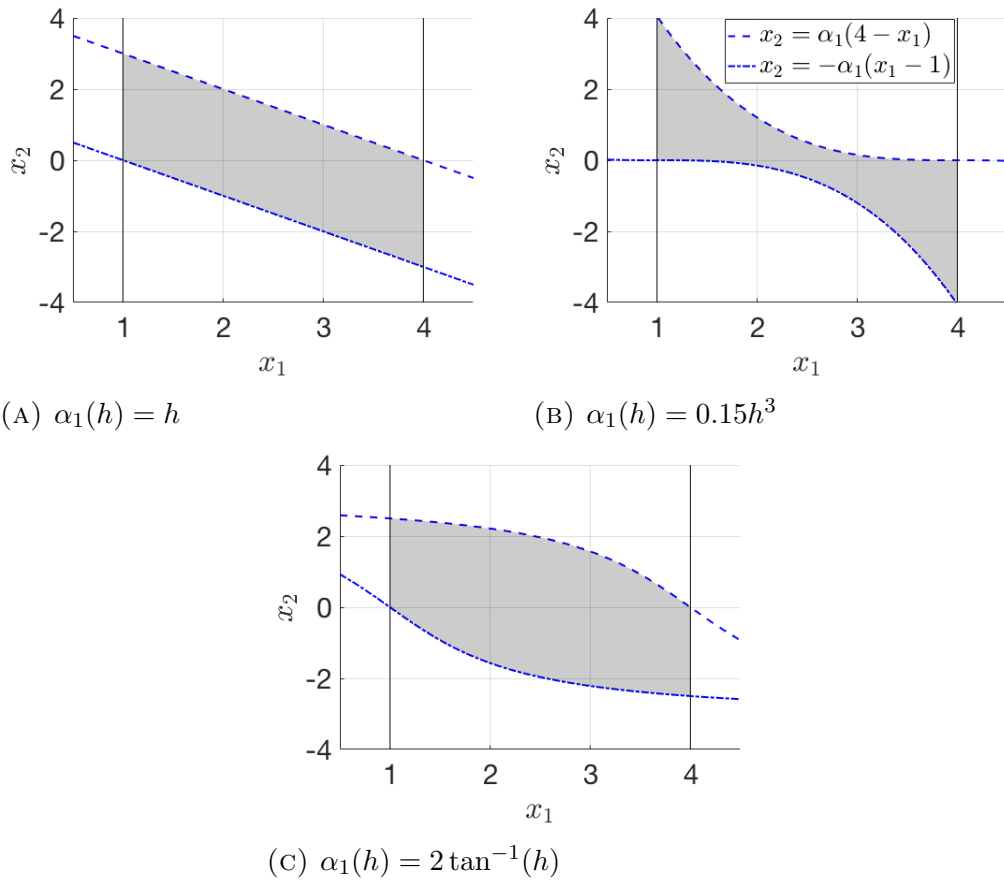 4
2
0
-2
-4
x₂
1 2 3 4
x₁
(A) α₁(h) = h
4
2
0
-2
-4
x₂
x₂ = α₁(4 − x₁)
x₂ = −α₁(x₁ − 1)
1 2 3 4
x₁
(B) α₁(h) = 0.15h³
4
2
0
-2
-4
x₂
1 2 3 4
x₁
(C) α₁(h) = 2 tan⁻¹(h)